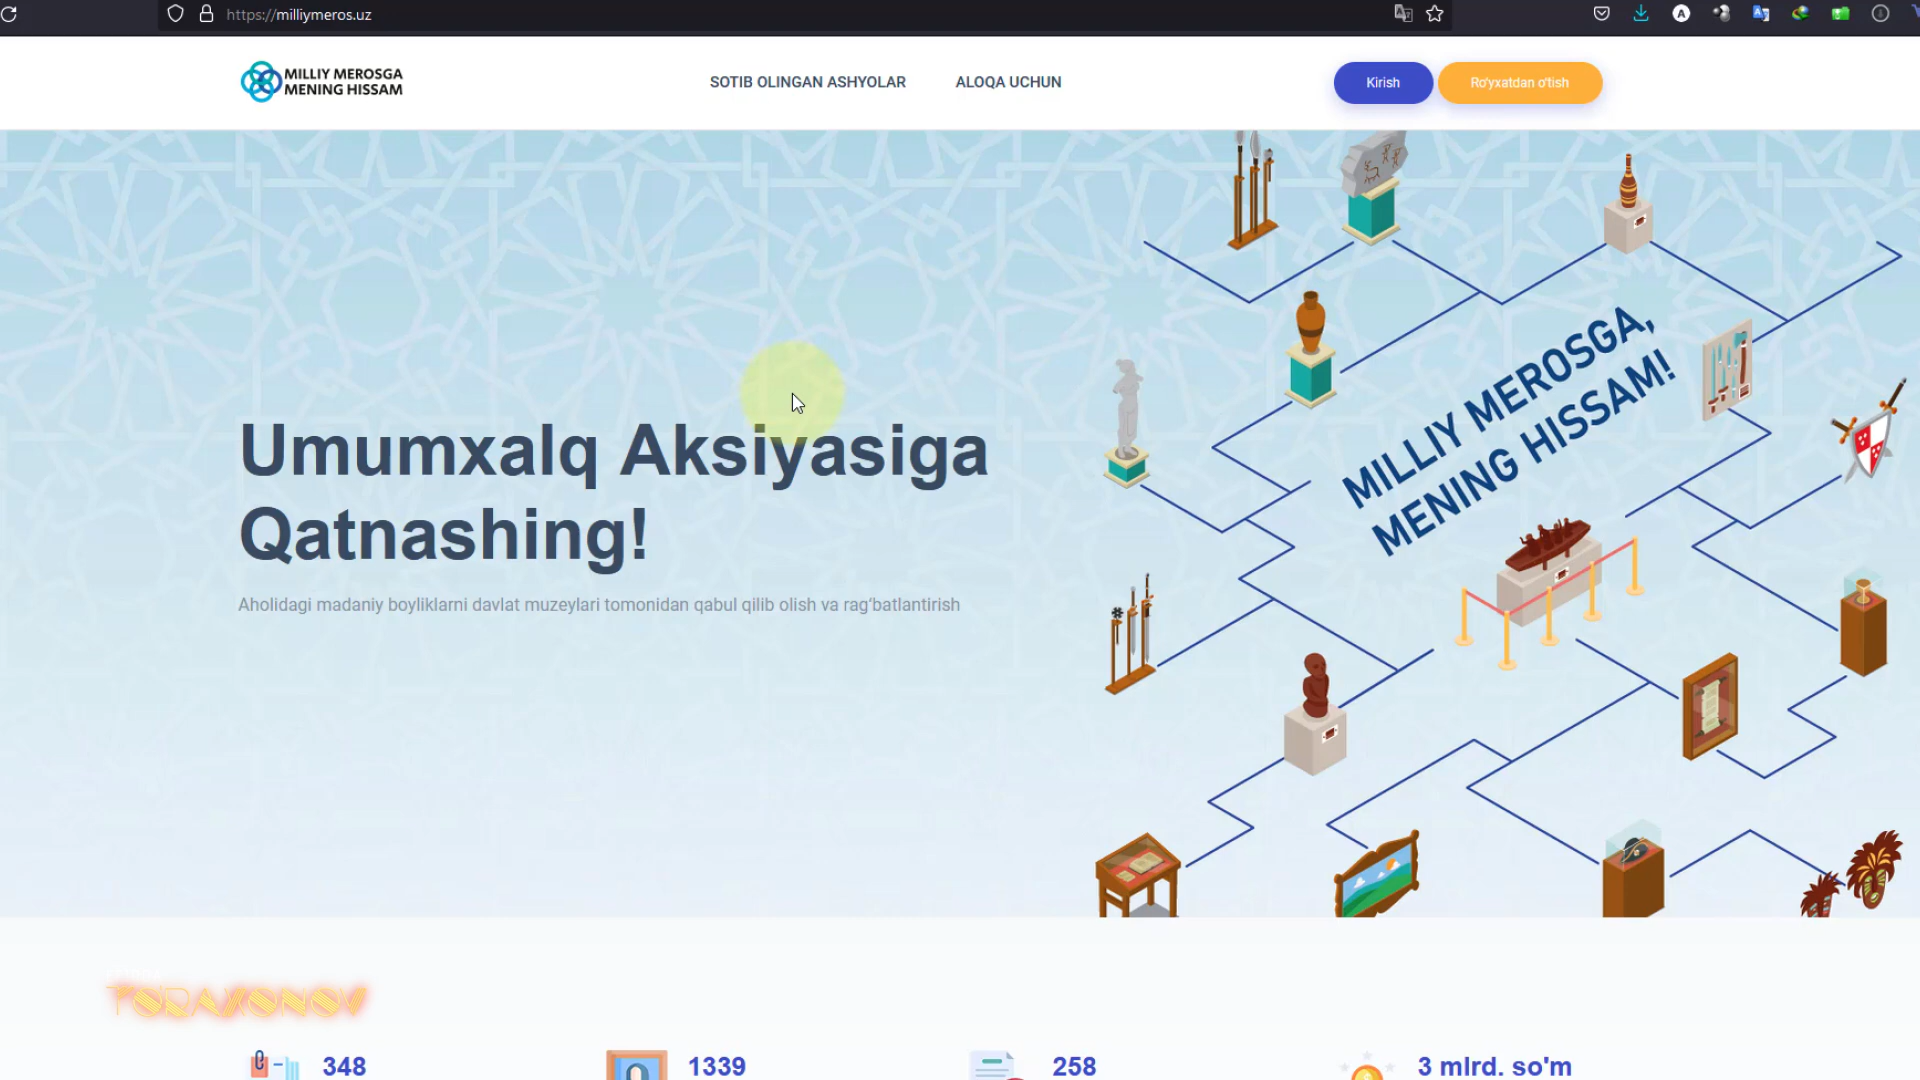 https://milliymeros.uz
MILLIY MEROSGA
MENING HISSAM
SOTIB OLINGAN ASHYOLAR
ALOQA UCHUN
Kirish
Ro'yxatdan o'tish
Umumxalq Aksiyasiga
Qatnashing!
Aholidagi madaniy boyliklarni davlat muzeylari tomonidan qabul qilib olish va rag‘batlantirish
MILLIY MEROSGA,
MENING HISSAM!
TORAXONOV
348
1339
258
3 mlrd. so'm